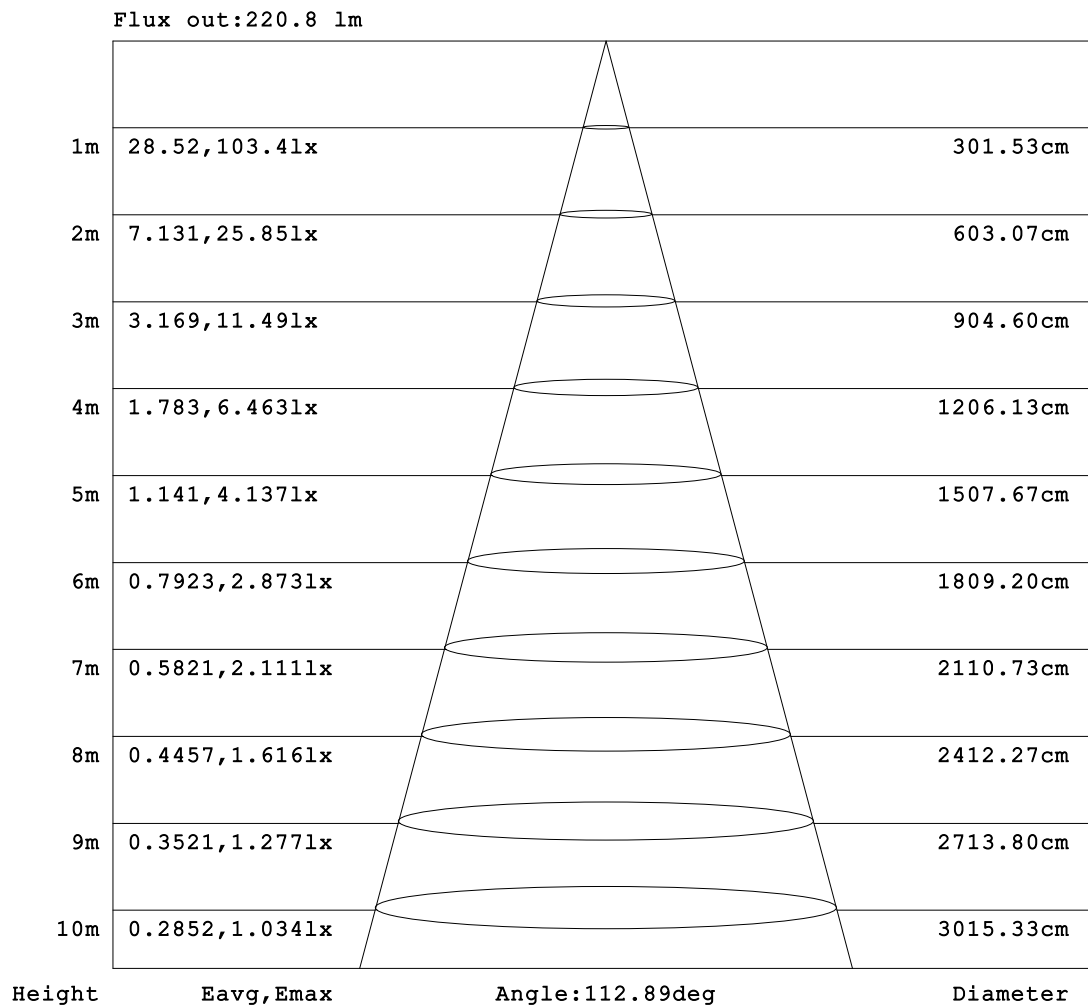 Flux out:220.8 lm
1m 28.52,103.4lx 301.53cm
2m 7.131,25.85lx 603.07cm
3m 3.169,11.49lx 904.60cm
4m 1.783,6.463lx 1206.13cm
5m 1.141,4.137lx 1507.67cm
6m 0.7923,2.873lx 1809.20cm
7m 0.5821,2.111lx 2110.73cm
8m 0.4457,1.616lx 2412.27cm
9m 0.3521,1.277lx 2713.80cm
10m 0.2852,1.034lx 3015.33cm
Height Eavg,Emax Angle:112.89deg Diameter